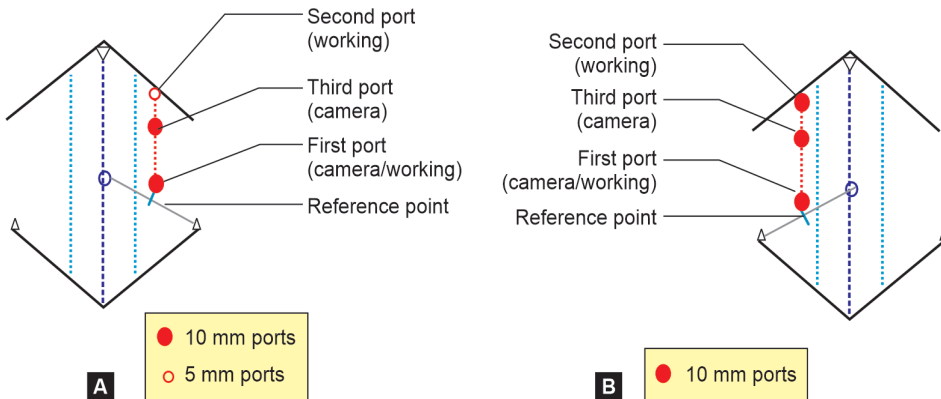 Second port
(working)
Third port
(camera)
First port
(camera/working)
Reference point
10 mm ports
5 mm ports
A
Second port
(working)
Third port
(camera)
First port
(camera/working)
Reference point
10 mm ports
B